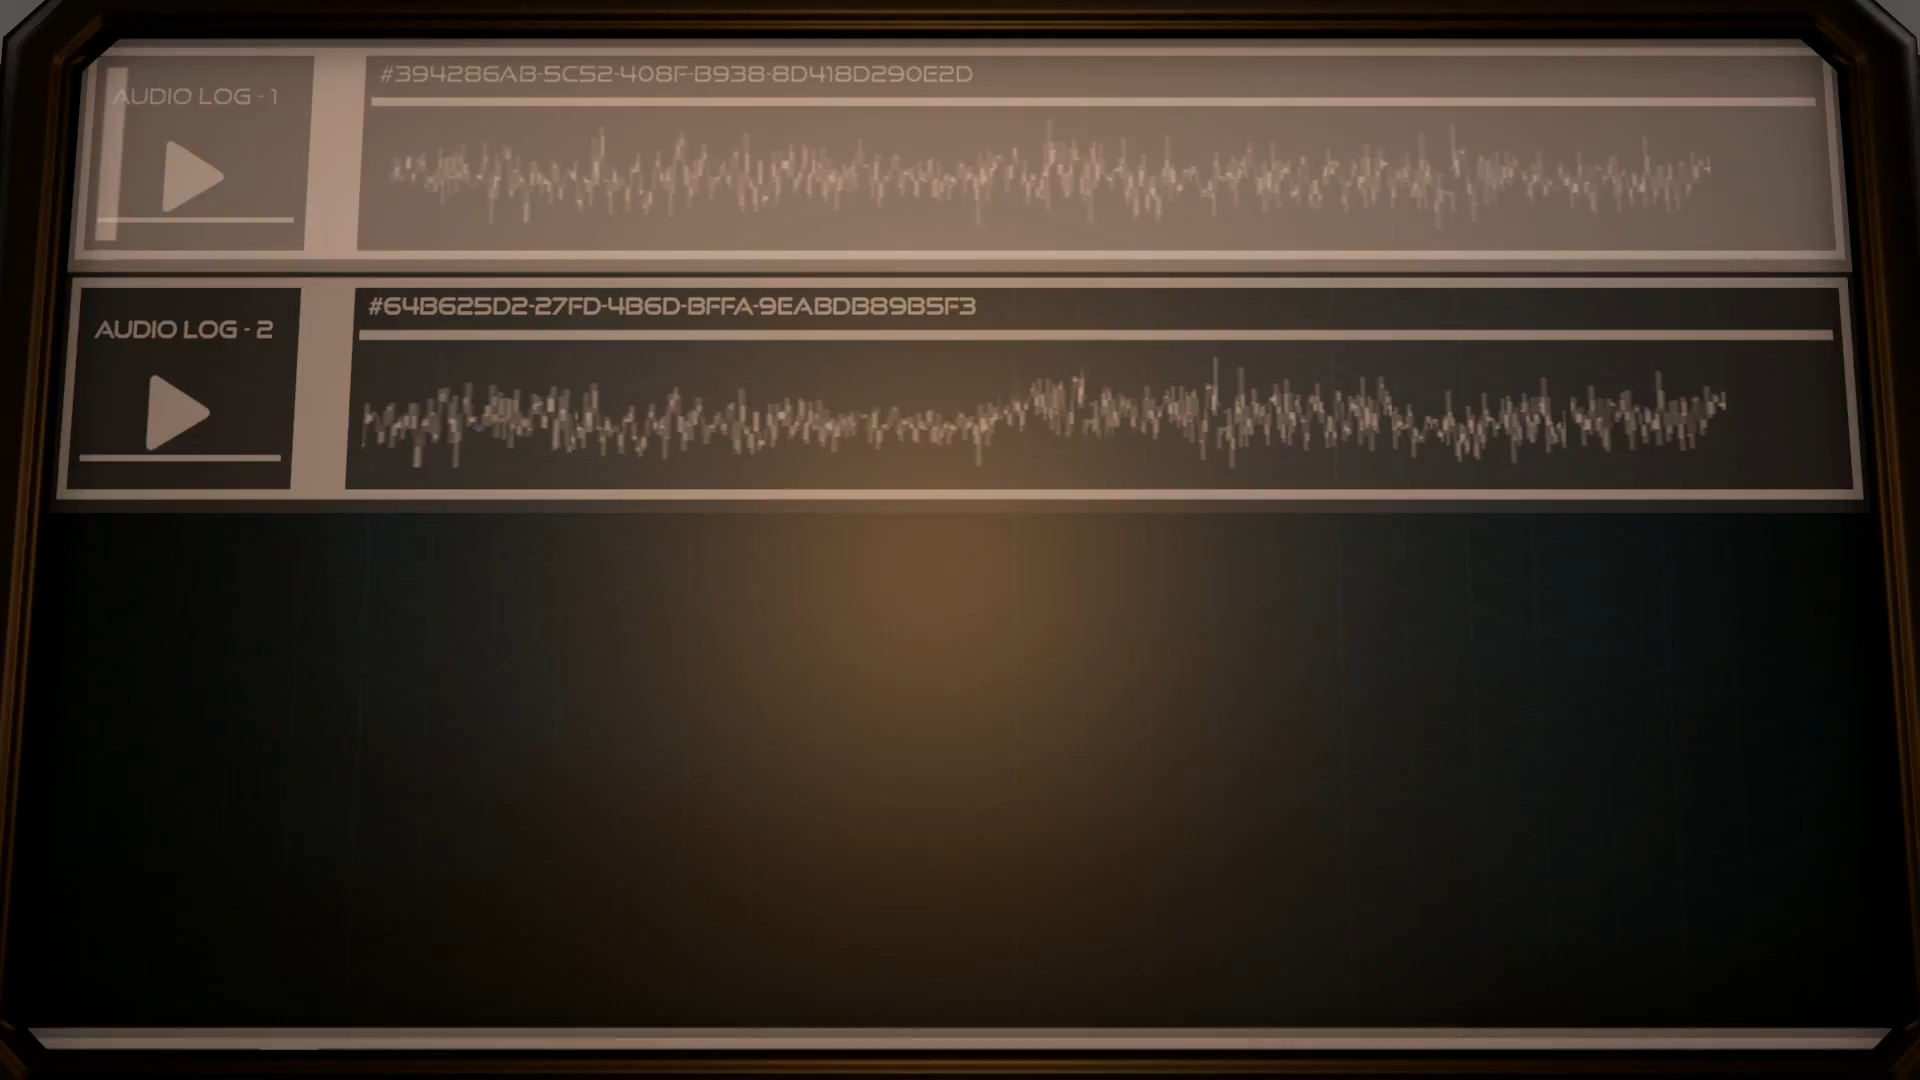 AUDIO LOG - 1
#394286AB-5C52-408F-B938-8D418D290E2D
AUDIO LOG - 2
#64B625D2-27FD-4B6D-BFFA-9EABDB89B5F3